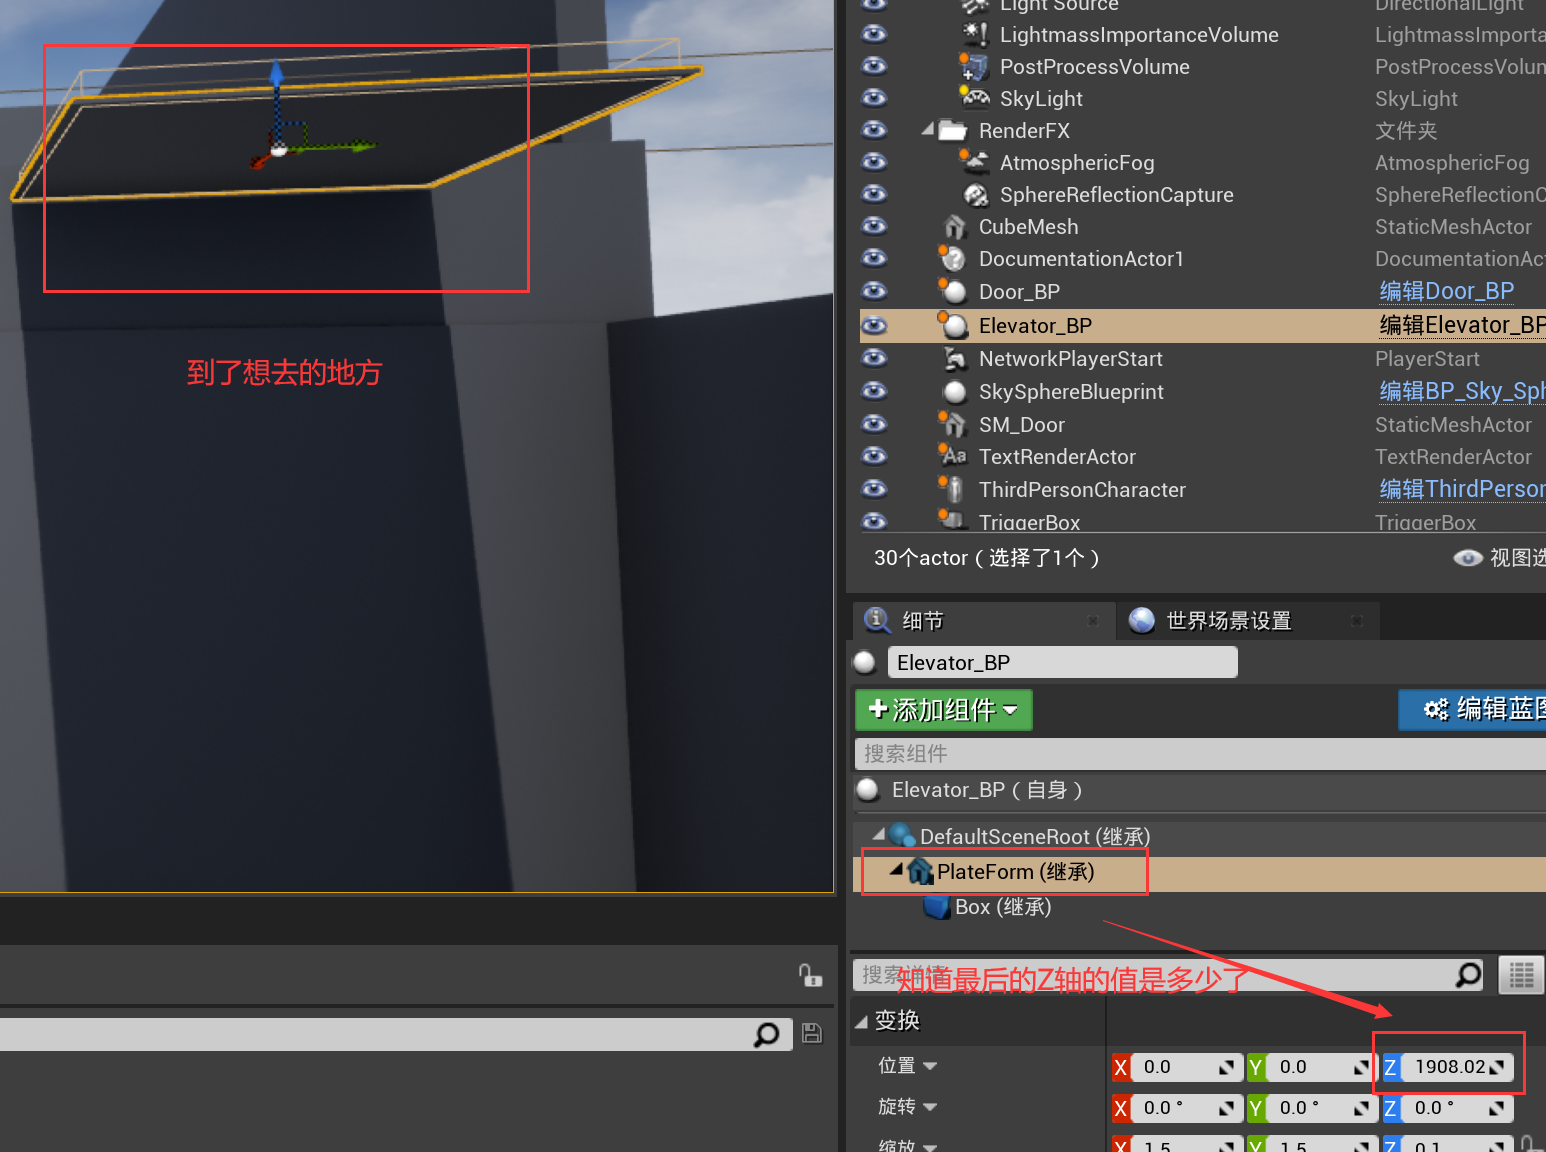 Light Source DirectionalLight
LightmassImportanceVolume LightmassImporta
PostProcessVolume PostProcessVolum
SkyLight SkyLight
RenderFX 文件夹
AtmosphericFog AtmosphericFog
SphereReflectionCapture SphereReflectionC
CubeMesh StaticMeshActor
DocumentationActor1 DocumentationAct
Door_BP 编辑Door_BP
Elevator_BP 编辑Elevator_BP
NetworkPlayerStart PlayerStart
SkySphereBlueprint 编辑BP_Sky_Sph
SM_Door StaticMeshActor
TextRenderActor TextRenderActor
ThirdPersonCharacter 编辑ThirdPerson
TriggerBox TriggerBox
到了想去的地方
30个actor（选择了1个） 视图选
细节 世界场景设置
Elevator_BP
添加组件 编辑蓝图
搜索组件
Elevator_BP（自身）
DefaultSceneRoot (继承)
PlateForm (继承)
Box (继承)
搜索详情
知道最后的Z轴的值是多少了
变换
位置 X 0.0 Y 0.0 Z 1908.02
旋转 X 0.0 ° Y 0.0 ° Z 0.0 °
缩放 X 1.5 Y 1.5 Z 0.1